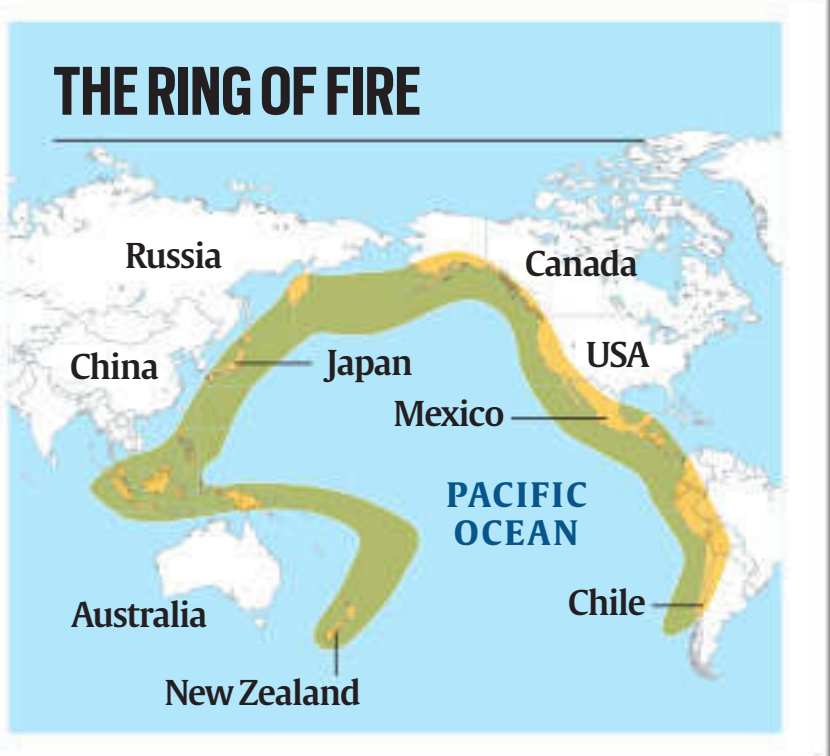 THE RING OF FIRE
Russia
Canada
China
Japan
USA
Mexico
PACIFIC
OCEAN
Australia
Chile
New Zealand